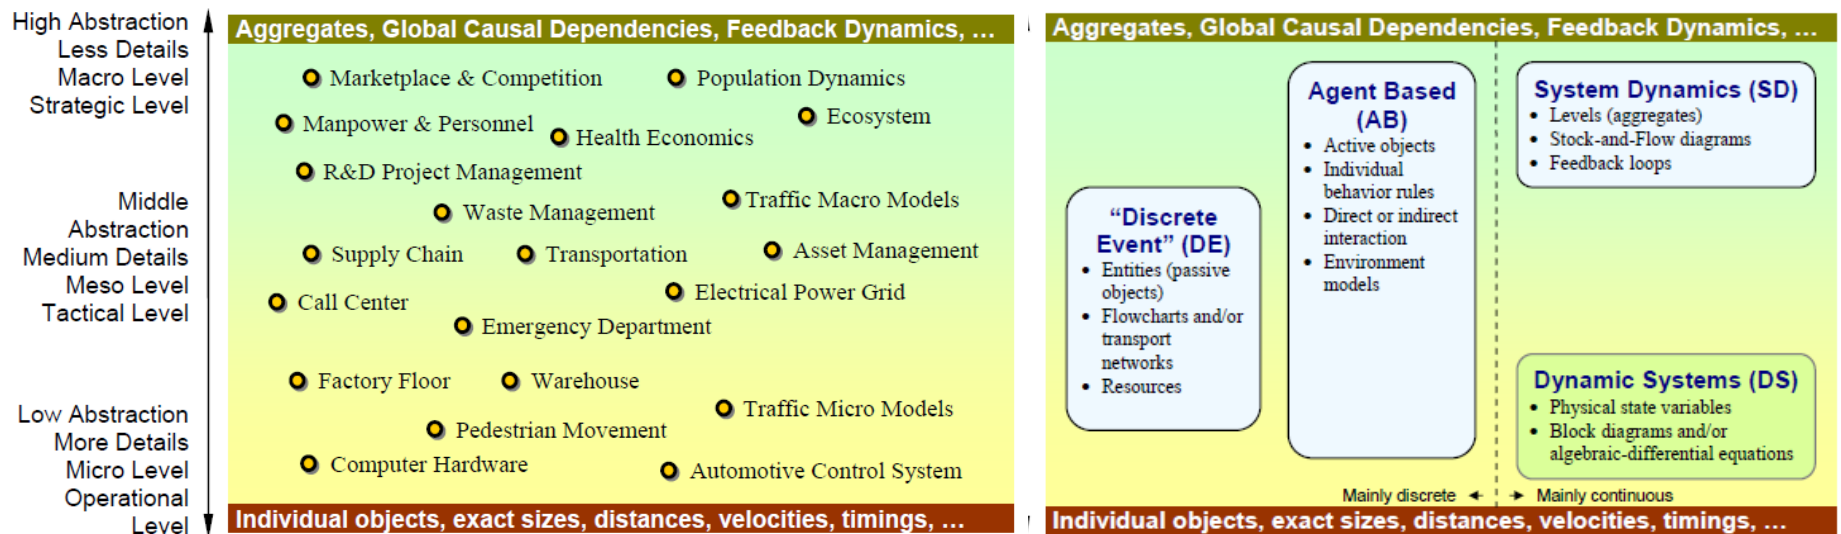 High Abstraction
Less Details
Macro Level
Strategic Level
Middle
Abstraction
Medium Details
Meso Level
Tactical Level
Low Abstraction
More Details
Micro Level
Operational
Level
Aggregates, Global Causal Dependencies, Feedback Dynamics, ...
Marketplace & Competition
Population Dynamics
Ecosystem
Manpower & Personnel
Health Economics
R&D Project Management
Traffic Macro Models
Waste Management
Supply Chain
Transportation
Asset Management
Electrical Power Grid
Call Center
Emergency Department
Factory Floor
Warehouse
Traffic Micro Models
Pedestrian Movement
Computer Hardware
Automotive Control System
Individual objects, exact sizes, distances, velocities, timings, ...
Aggregates, Global Causal Dependencies, Feedback Dynamics, ...
“Discrete
Event” (DE)
• Entities (passive
objects)
• Flowcharts and/or
transport
networks
• Resources
Agent Based
(AB)
• Active objects
• Individual
behavior rules
• Direct or indirect
interaction
• Environment
models
System Dynamics (SD)
• Levels (aggregates)
• Stock-and-Flow diagrams
• Feedback loops
Dynamic Systems (DS)
• Physical state variables
• Block diagrams and/or
algebraic-differential equations
Mainly discrete
Mainly continuous
Individual objects, exact sizes, distances, velocities, timings, ...